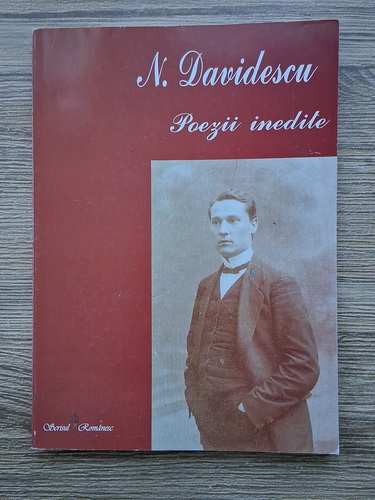 N. Davidescu
Poezii inedite
Scrisul Românesc